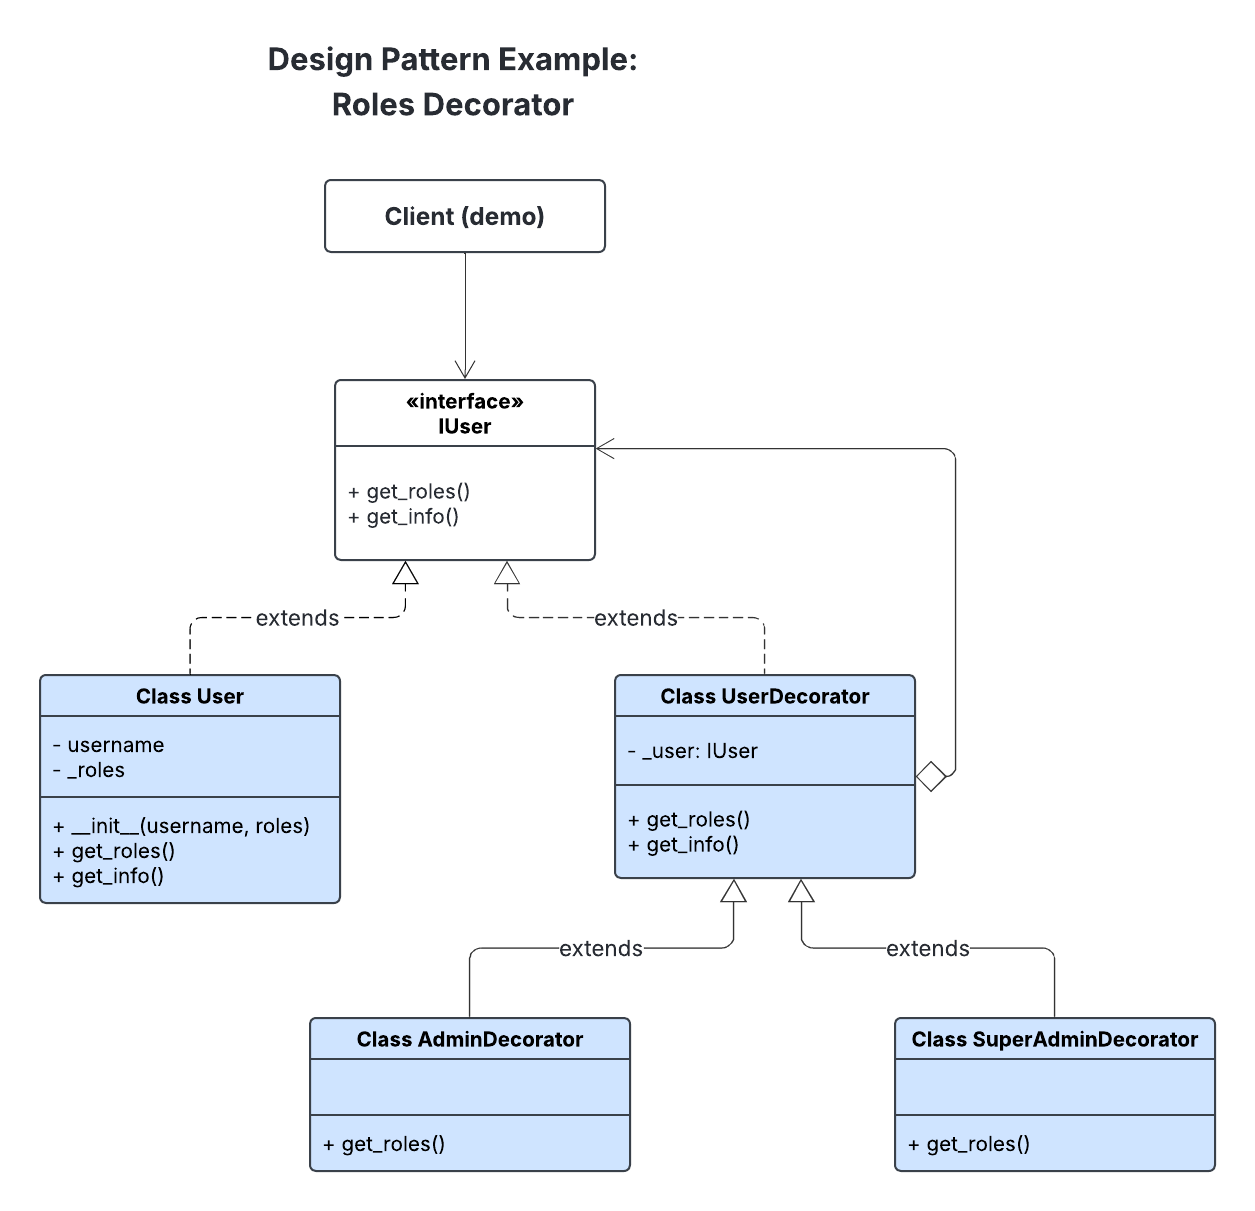 Design Pattern Example:
Roles Decorator
Client (demo)
«interface»
IUser
+ get_roles()
+ get_info()
extends
extends
Class User
- username
- _roles
+ __init__(username, roles)
+ get_roles()
+ get_info()
Class UserDecorator
- _user: IUser
+ get_roles()
+ get_info()
extends
extends
Class AdminDecorator
+ get_roles()
Class SuperAdminDecorator
+ get_roles()